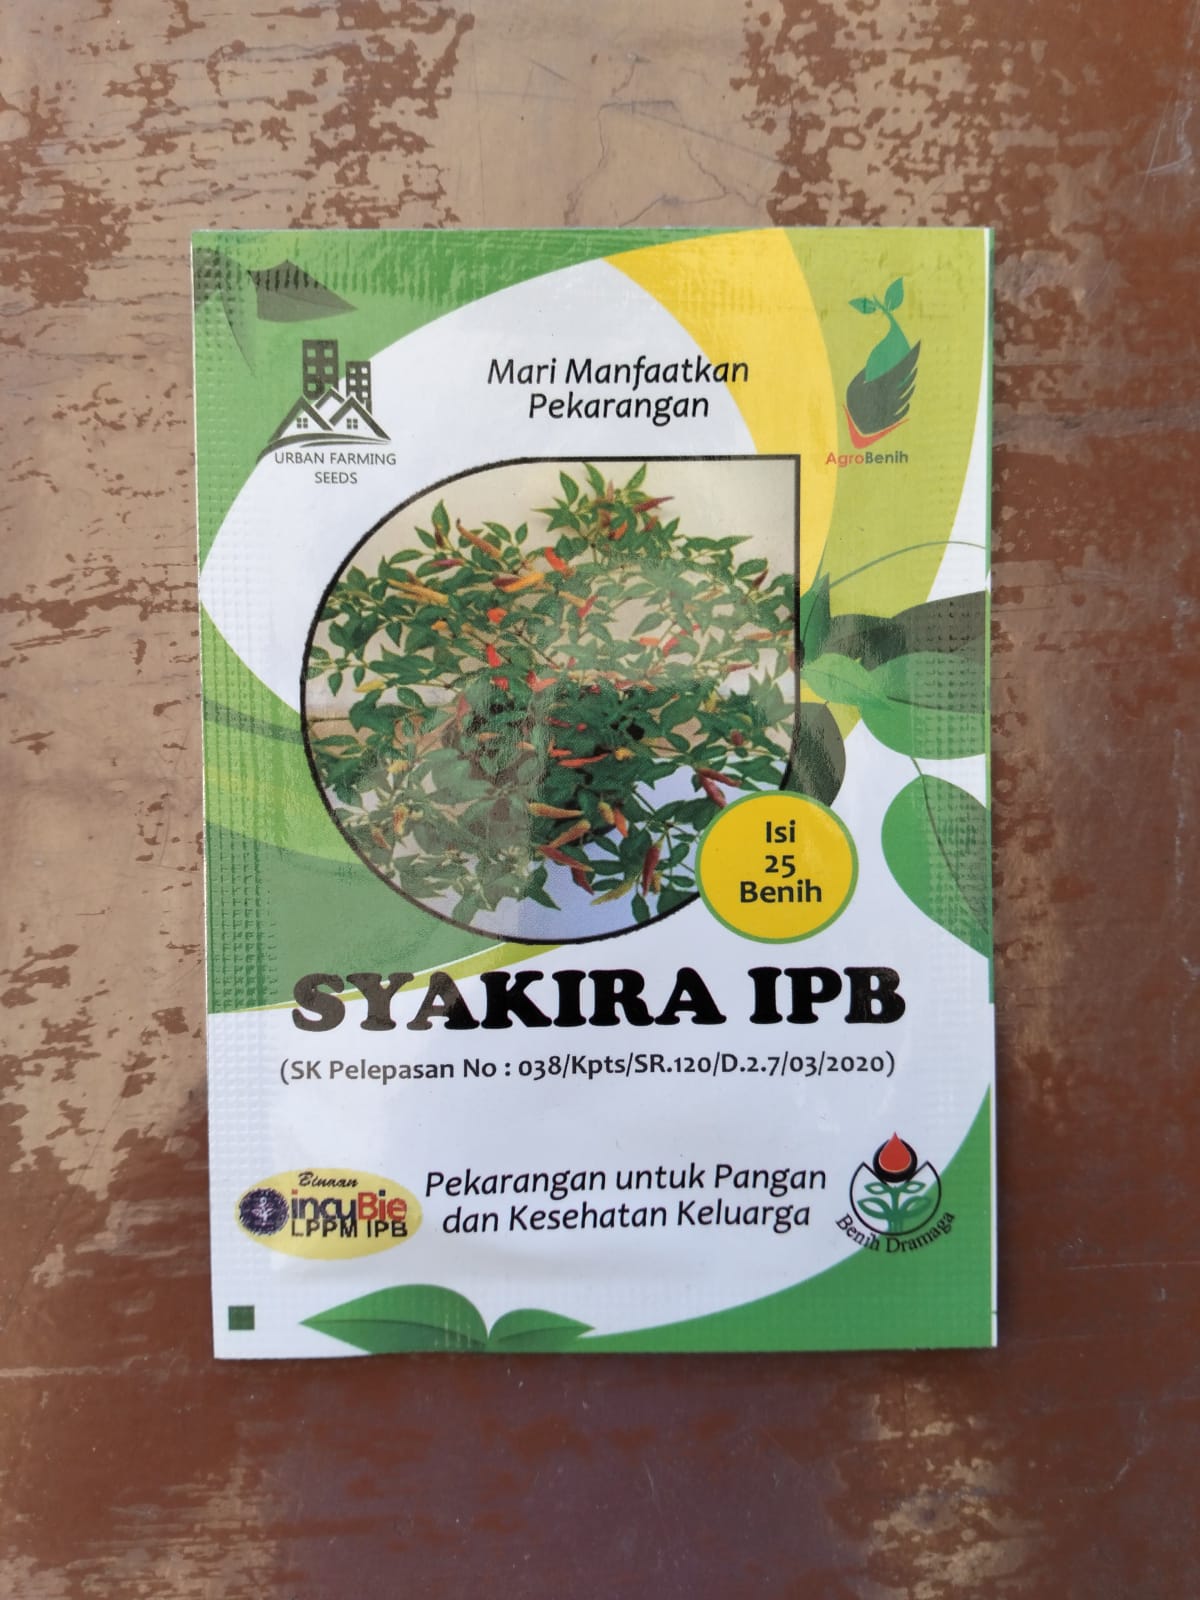 Mari Manfaatkan
Pekarangan
URBAN FARMING
SEEDS
AgroBenih
Isi
25
Benih
SYAKIRA IPB
(SK Pelepasan No : 038/Kpts/SR.120/D.2.7/03/2020)
Binaan
incuBie
LPPM IPB
Pekarangan untuk Pangan
dan Kesehatan Keluarga
Benih Dramaga